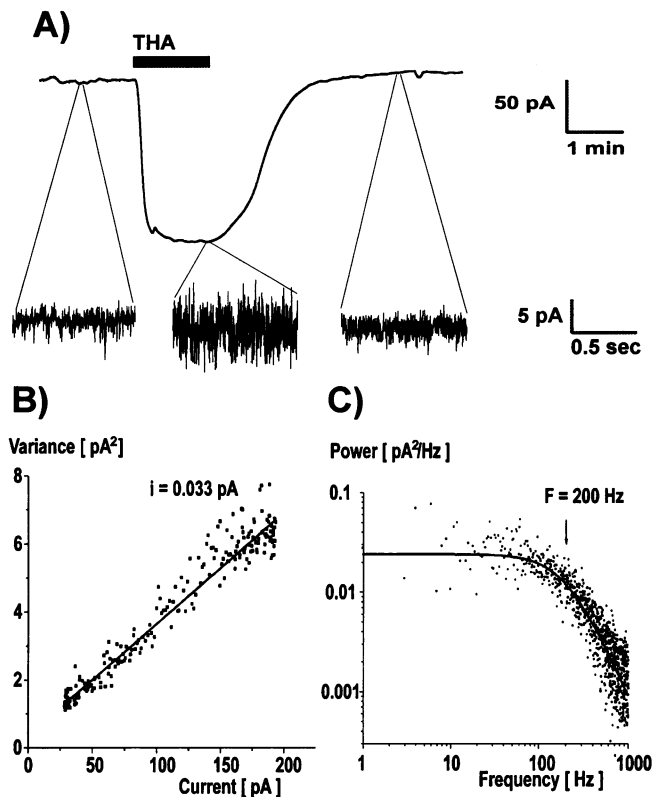 A)
THA
50 pA
1 min
5 pA
0.5 sec
B)
Variance [ pA²]
i = 0.033 pA
8
6
4
2
0
0 50 100 150 200
Current [ pA]
C)
Power [ pA²/Hz]
F = 200 Hz
0.1
0.01
0.001
1 10 100 1000
Frequency [ Hz]